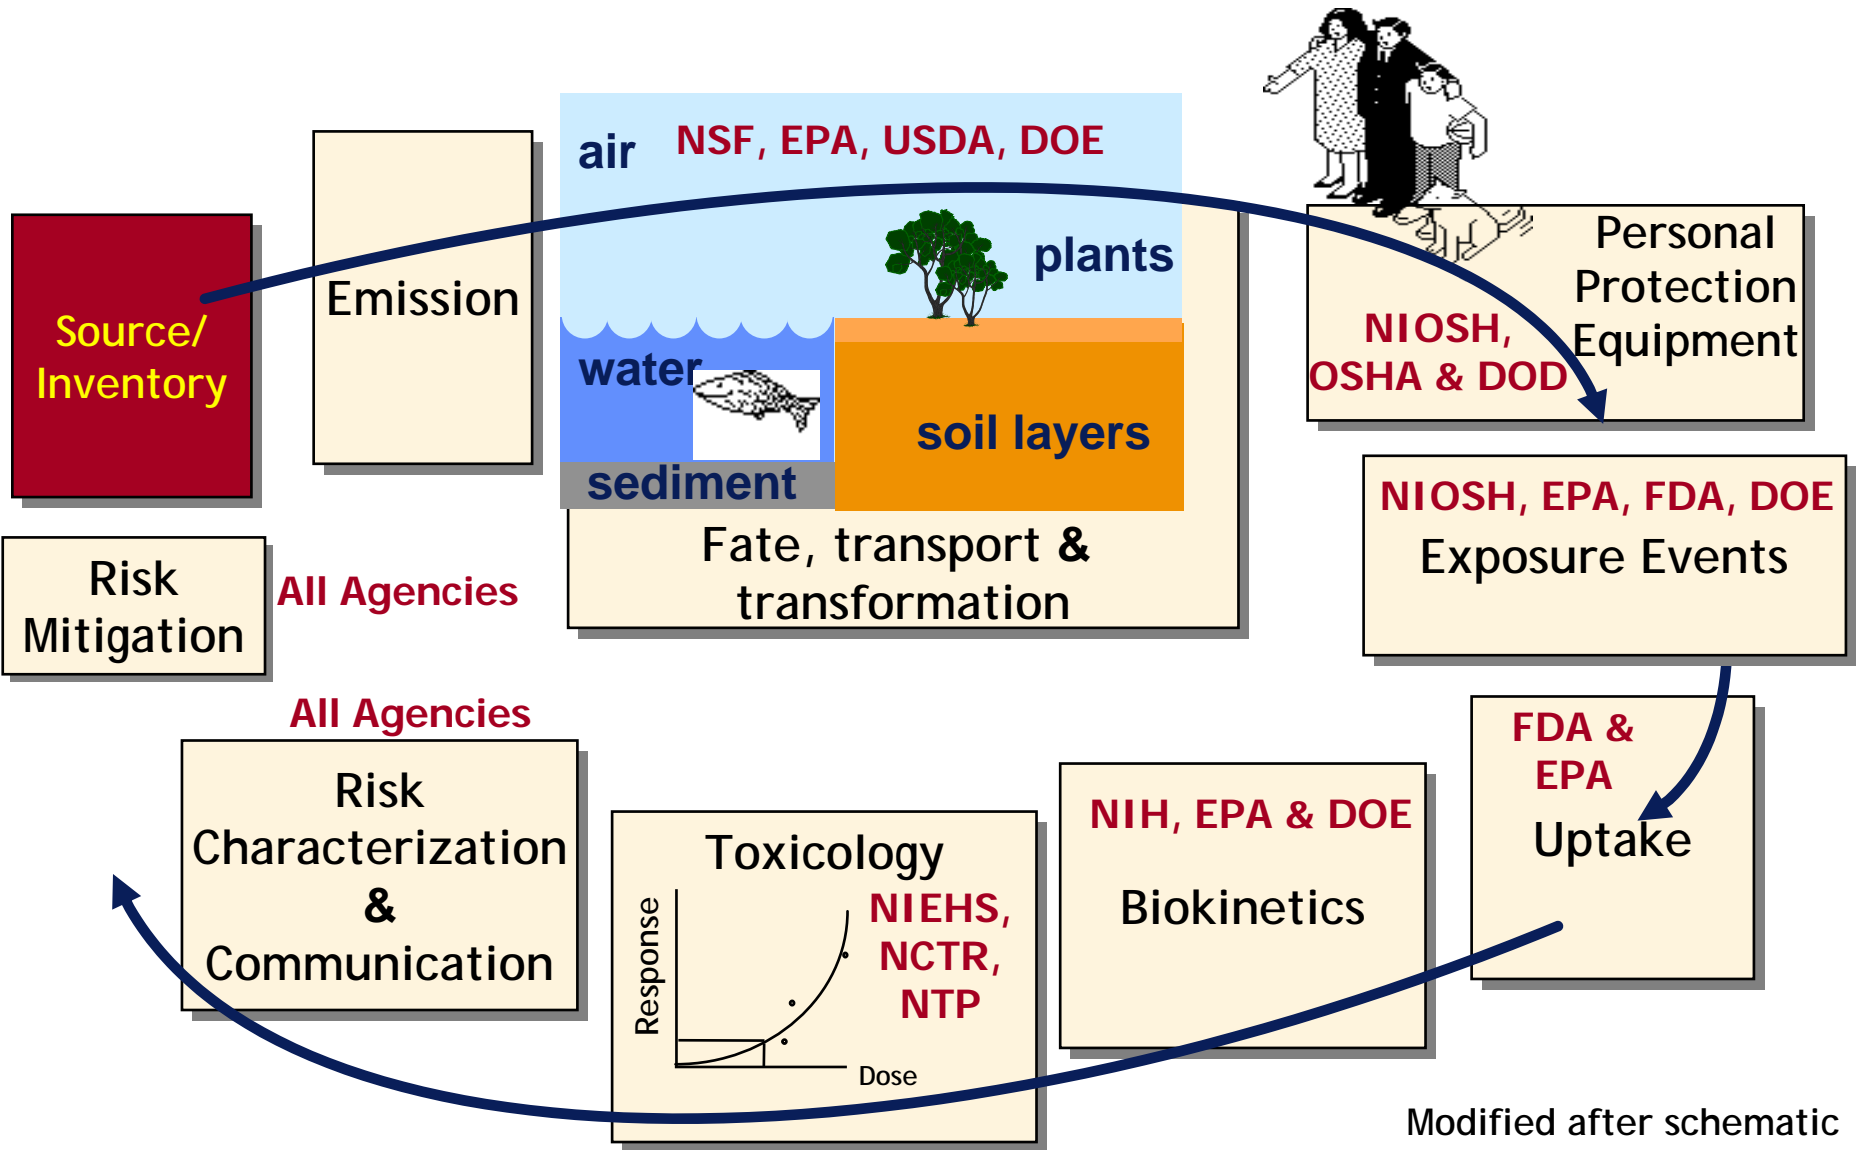 Source/
Inventory
Emission
air
NSF, EPA, USDA, DOE
plants
water
soil layers
sediment
Fate, transport &
transformation
Personal
Protection
Equipment
NIOSH,
OSHA & DOD
NIOSH, EPA, FDA, DOE
Exposure Events
FDA &
EPA
Uptake
NIH, EPA & DOE
Biokinetics
Toxicology
NIEHS,
NCTR,
NTP
Response
Dose
All Agencies
Risk
Characterization
&
Communication
Risk
Mitigation
All Agencies
Modified after schematic